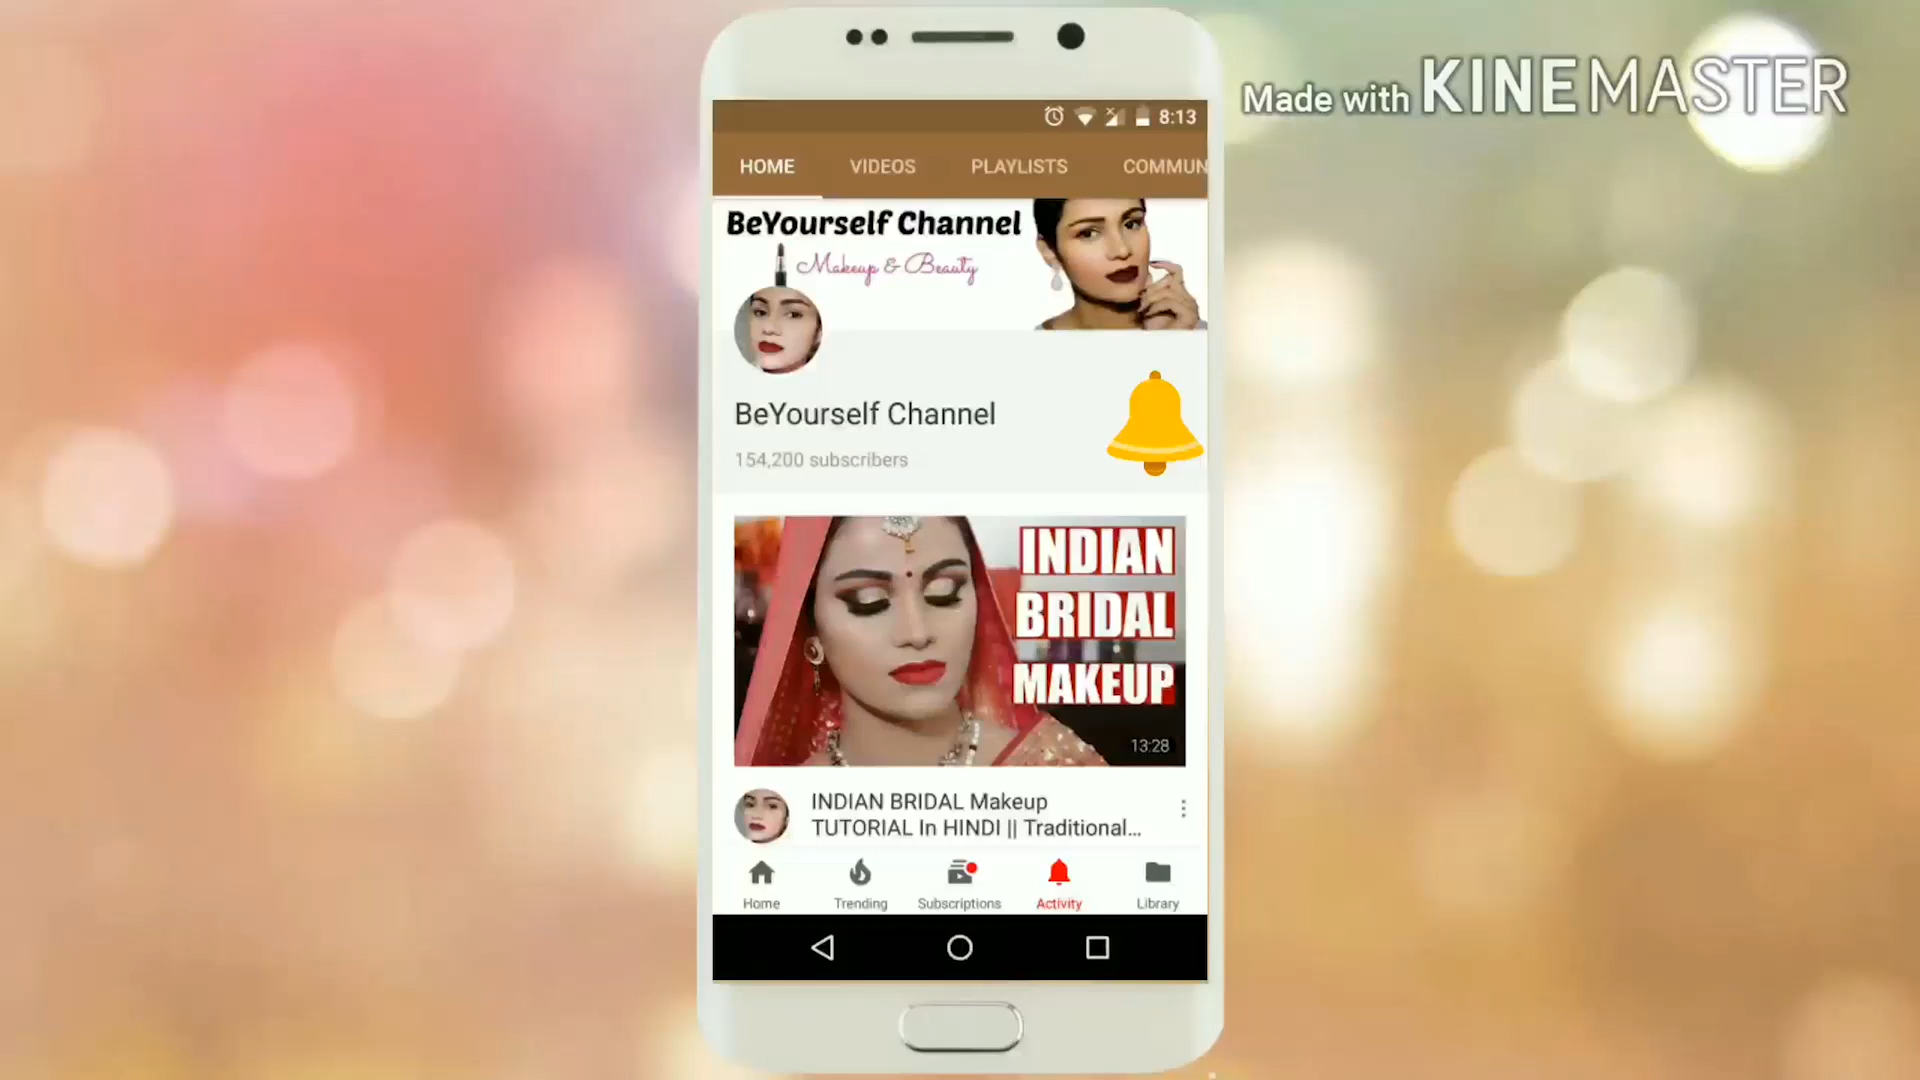 Made with KINEMASTER
8:13
HOME VIDEOS PLAYLISTS COMMUN
BeYourself Channel
Makeup & Beauty
BeYourself Channel
154,200 subscribers
INDIAN
BRIDAL
MAKEUP
13:28
INDIAN BRIDAL Makeup
TUTORIAL In HINDI || Traditional...
Home Trending Subscriptions Activity Library